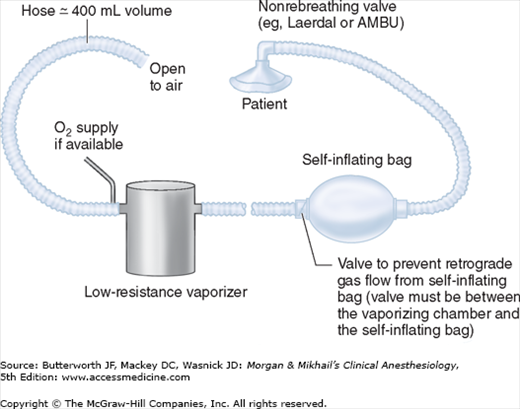 Hose ≃ 400 mL volume
Open
to air
O₂ supply
if available
Low-resistance vaporizer
Nonrebreathing valve
(eg, Laerdal or AMBU)
Patient
Self-inflating bag
Valve to prevent retrograde
gas flow from self-inflating
bag (valve must be between
the vaporizing chamber and
the self-inflating bag)
Source: Butterworth JF, Mackey DC, Wasnick JD: Morgan & Mikhail's Clinical Anesthesiology,
5th Edition: www.accessmedicine.com
Copyright © The McGraw-Hill Companies, Inc. All rights reserved.